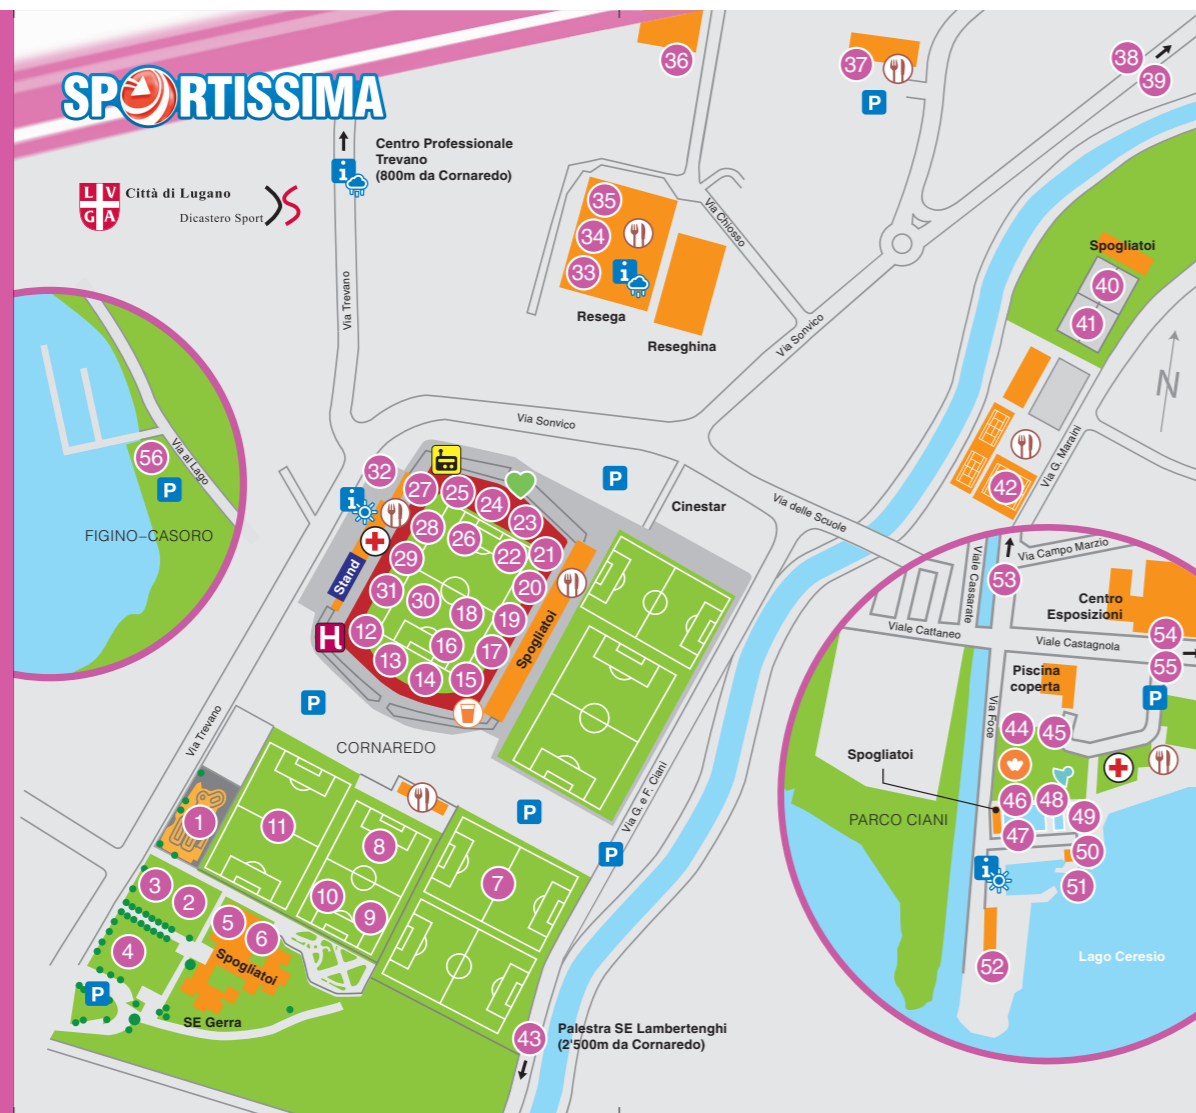 SPORTISSIMA
36
37
38
39
P
Centro Professionale
Trevano
(800m da Cornaredo)
i
LVGA
Città di Lugano
Dicastero Sport
35
34
33
i
Resega
Reseghina
Via Chiosso
Via Sonvico
Via Trevano
Spogliatoi
40
41
N
Via G. Maraini
42
56
P
Via al Lago
FIGINO–CASORO
Via Sonvico
P
Cinestar
Via delle Scuole
32
i
27
25
24
23
28
26
22
21
29
20
31
30
18
19
12
16
17
13
14
15
Stand
H
Spogliatoi
P
CORNAREDO
Via Trevano
Via G. e F. Ciani
P
P
1
11
8
10
9
7
3
2
5
6
4
Spogliatoi
P
SE Gerra
43
Palestra SE Lambertenghi
(2'500m da Cornaredo)
Via Campo Marzio
Viale Cassarate
53
Centro
Esposizioni
Viale Cattaneo
Viale Castagnola
54
55
P
Piscina
coperta
Via Foce
44
45
Spogliatoi
46
48
49
47
50
51
i
PARCO CIANI
52
Lago Ceresio